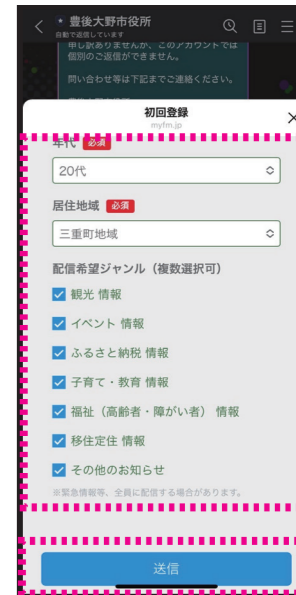 豊後大野市役所
自動で返信しています
申し訳ありませんが、このアカウントでは
個別のご返信ができません。
問い合わせ等は下記までご連絡ください。
初回登録
myfm.jp
年代 必須
20代
居住地域 必須
三重町地域
配信希望ジャンル（複数選択可）
観光 情報
イベント 情報
ふるさと納税 情報
子育て・教育 情報
福祉（高齢者・障がい者） 情報
移住定住 情報
その他のお知らせ
※緊急情報等、全員に配信する場合があります。
送信